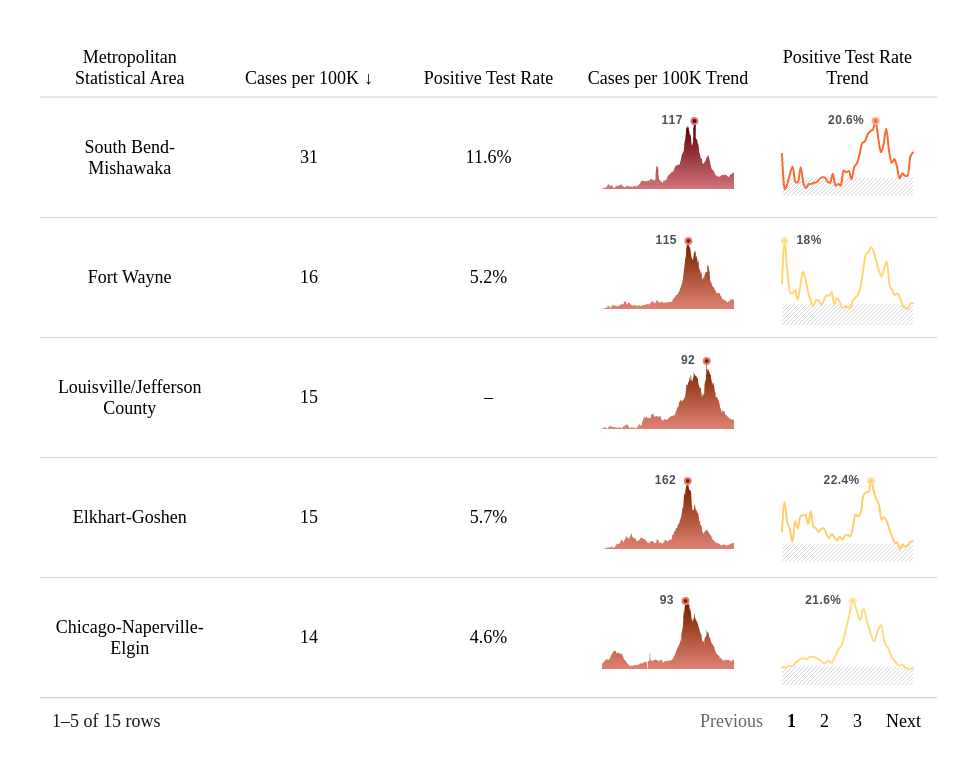 Metropolitan
Statistical Area
Cases per 100K ↓
Positive Test Rate
Cases per 100K Trend
Positive Test Rate
Trend
South Bend-
Mishawaka
31
11.6%
117
20.6%
Fort Wayne
16
5.2%
115
18%
Louisville/Jefferson
County
15
–
92
Elkhart-Goshen
15
5.7%
162
22.4%
Chicago-Naperville-
Elgin
14
4.6%
93
21.6%
1–5 of 15 rows
Previous 1 2 3 Next